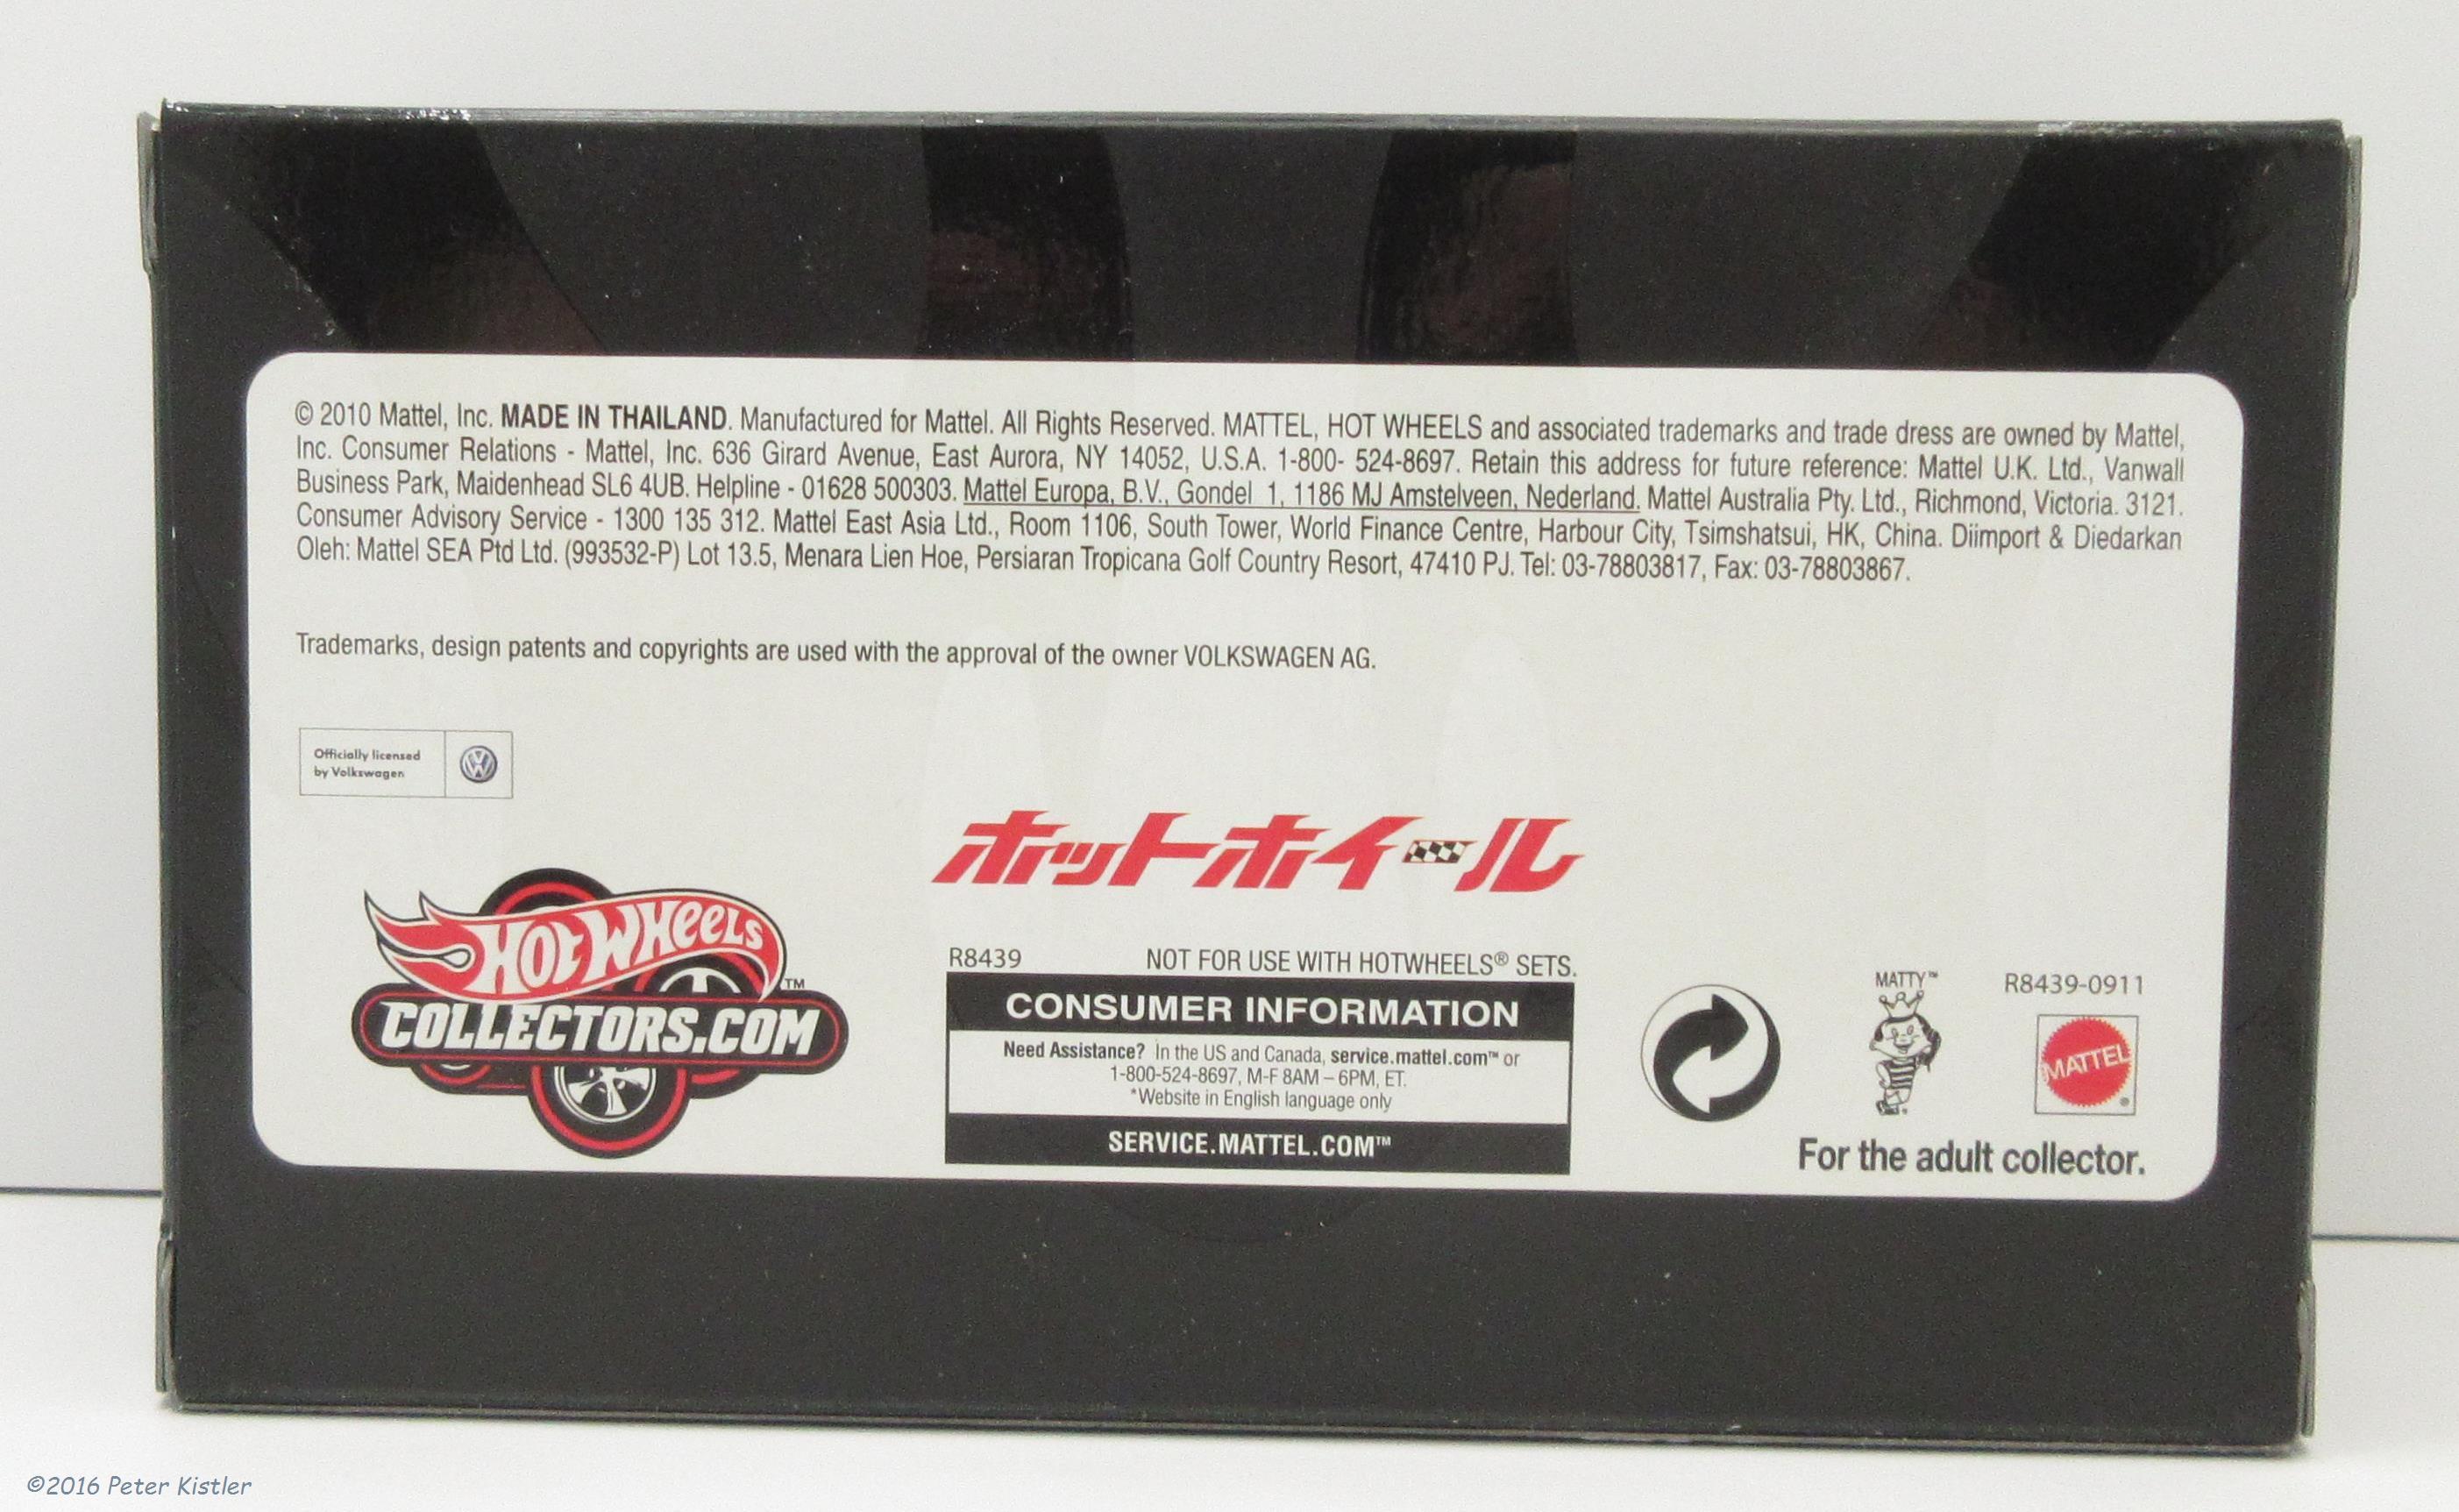 © 2010 Mattel, Inc. MADE IN THAILAND. Manufactured for Mattel. All Rights Reserved. MATTEL, HOT WHEELS and associated trademarks and trade dress are owned by Mattel,
Inc. Consumer Relations - Mattel, Inc. 636 Girard Avenue, East Aurora, NY 14052, U.S.A. 1-800- 524-8697. Retain this address for future reference: Mattel U.K. Ltd., Vanwall
Business Park, Maidenhead SL6 4UB. Helpline - 01628 500303. Mattel Europa, B.V., Gondel 1, 1186 MJ Amstelveen, Nederland. Mattel Australia Pty. Ltd., Richmond, Victoria. 3121.
Consumer Advisory Service - 1300 135 312. Mattel East Asia Ltd., Room 1106, South Tower, World Finance Centre, Harbour City, Tsimshatsui, HK, China. Diimport & Diedarkan
Oleh: Mattel SEA Ptd Ltd. (993532-P) Lot 13.5, Menara Lien Hoe, Persiaran Tropicana Golf Country Resort, 47410 PJ. Tel: 03-78803817, Fax: 03-78803867.
Trademarks, design patents and copyrights are used with the approval of the owner VOLKSWAGEN AG.
Officially licensed
by Volkswagen
ホットホイール
HOT WHEELS™
COLLECTORS.COM
R8439 NOT FOR USE WITH HOTWHEELS® SETS.
CONSUMER INFORMATION
Need Assistance? In the US and Canada, service.mattel.com™ or
1-800-524-8697, M-F 8AM – 6PM, ET.
*Website in English language only
SERVICE.MATTEL.COM™
MATTY™
R8439-0911
MATTEL®
For the adult collector.
©2016 Peter Kistler